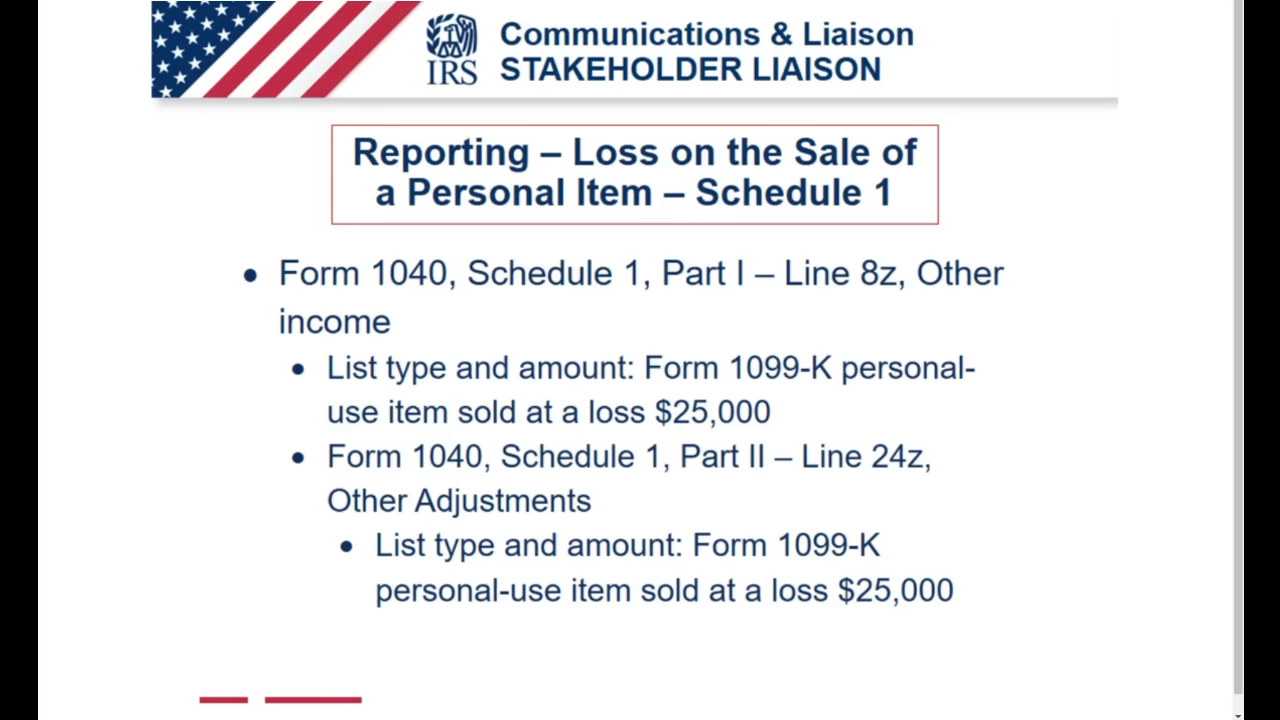 Communications & Liaison
IRS
STAKEHOLDER LIAISON
Reporting – Loss on the Sale of
a Personal Item – Schedule 1
• Form 1040, Schedule 1, Part I – Line 8z, Other
income
• List type and amount: Form 1099-K personal-
use item sold at a loss $25,000
• Form 1040, Schedule 1, Part II – Line 24z,
Other Adjustments
• List type and amount: Form 1099-K
personal-use item sold at a loss $25,000